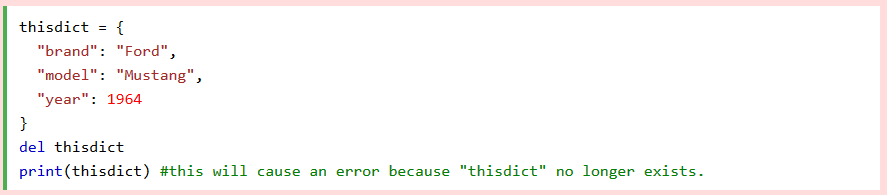 thisdict = {
  "brand": "Ford",
  "model": "Mustang",
  "year": 1964
}
del thisdict
print(thisdict) #this will cause an error because "thisdict" no longer exists.